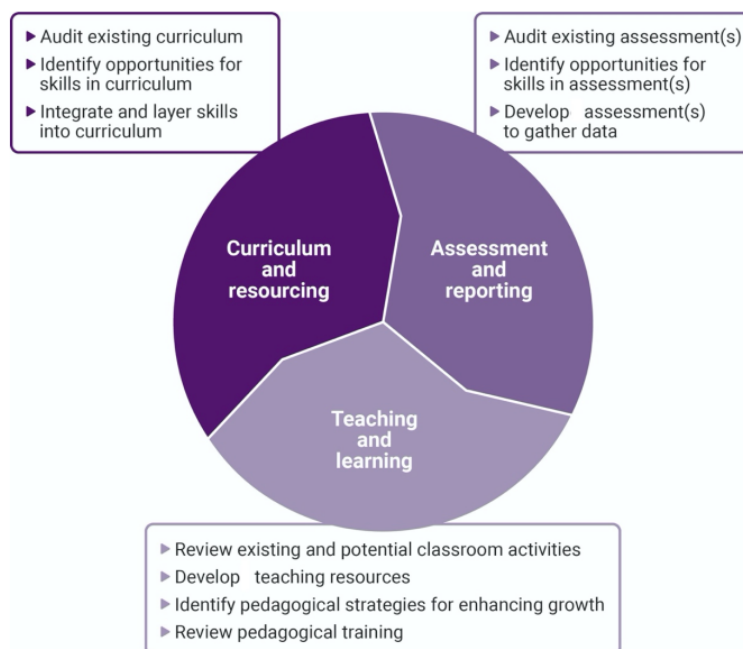 ▶ Audit existing curriculum
▶ Identify opportunities for
skills in curriculum
▶ Integrate and layer skills
into curriculum
▶ Audit existing assessment(s)
▶ Identify opportunities for
skills in assessment(s)
▶ Develop assessment(s)
to gather data
Curriculum
and
resourcing
Assessment
and
reporting
Teaching
and
learning
▶ Review existing and potential classroom activities
▶ Develop teaching resources
▶ Identify pedagogical strategies for enhancing growth
▶ Review pedagogical training